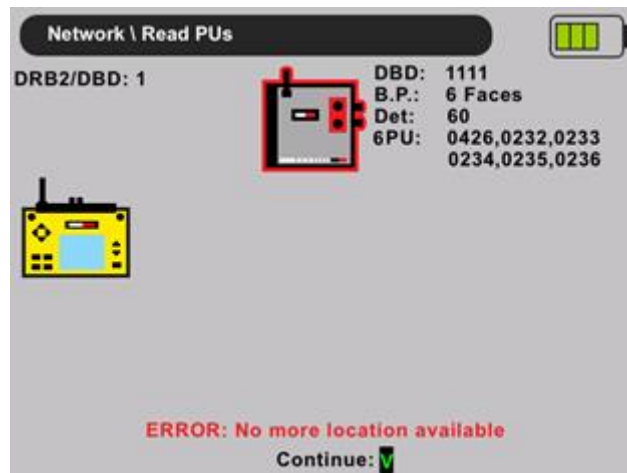 Network \ Read PUs
DRB2/DBD: 1
DBD: 1111
B.P.: 6 Faces
Det: 60
6PU: 0426,0232,0233
0234,0235,0236
ERROR: No more location available
Continue: V